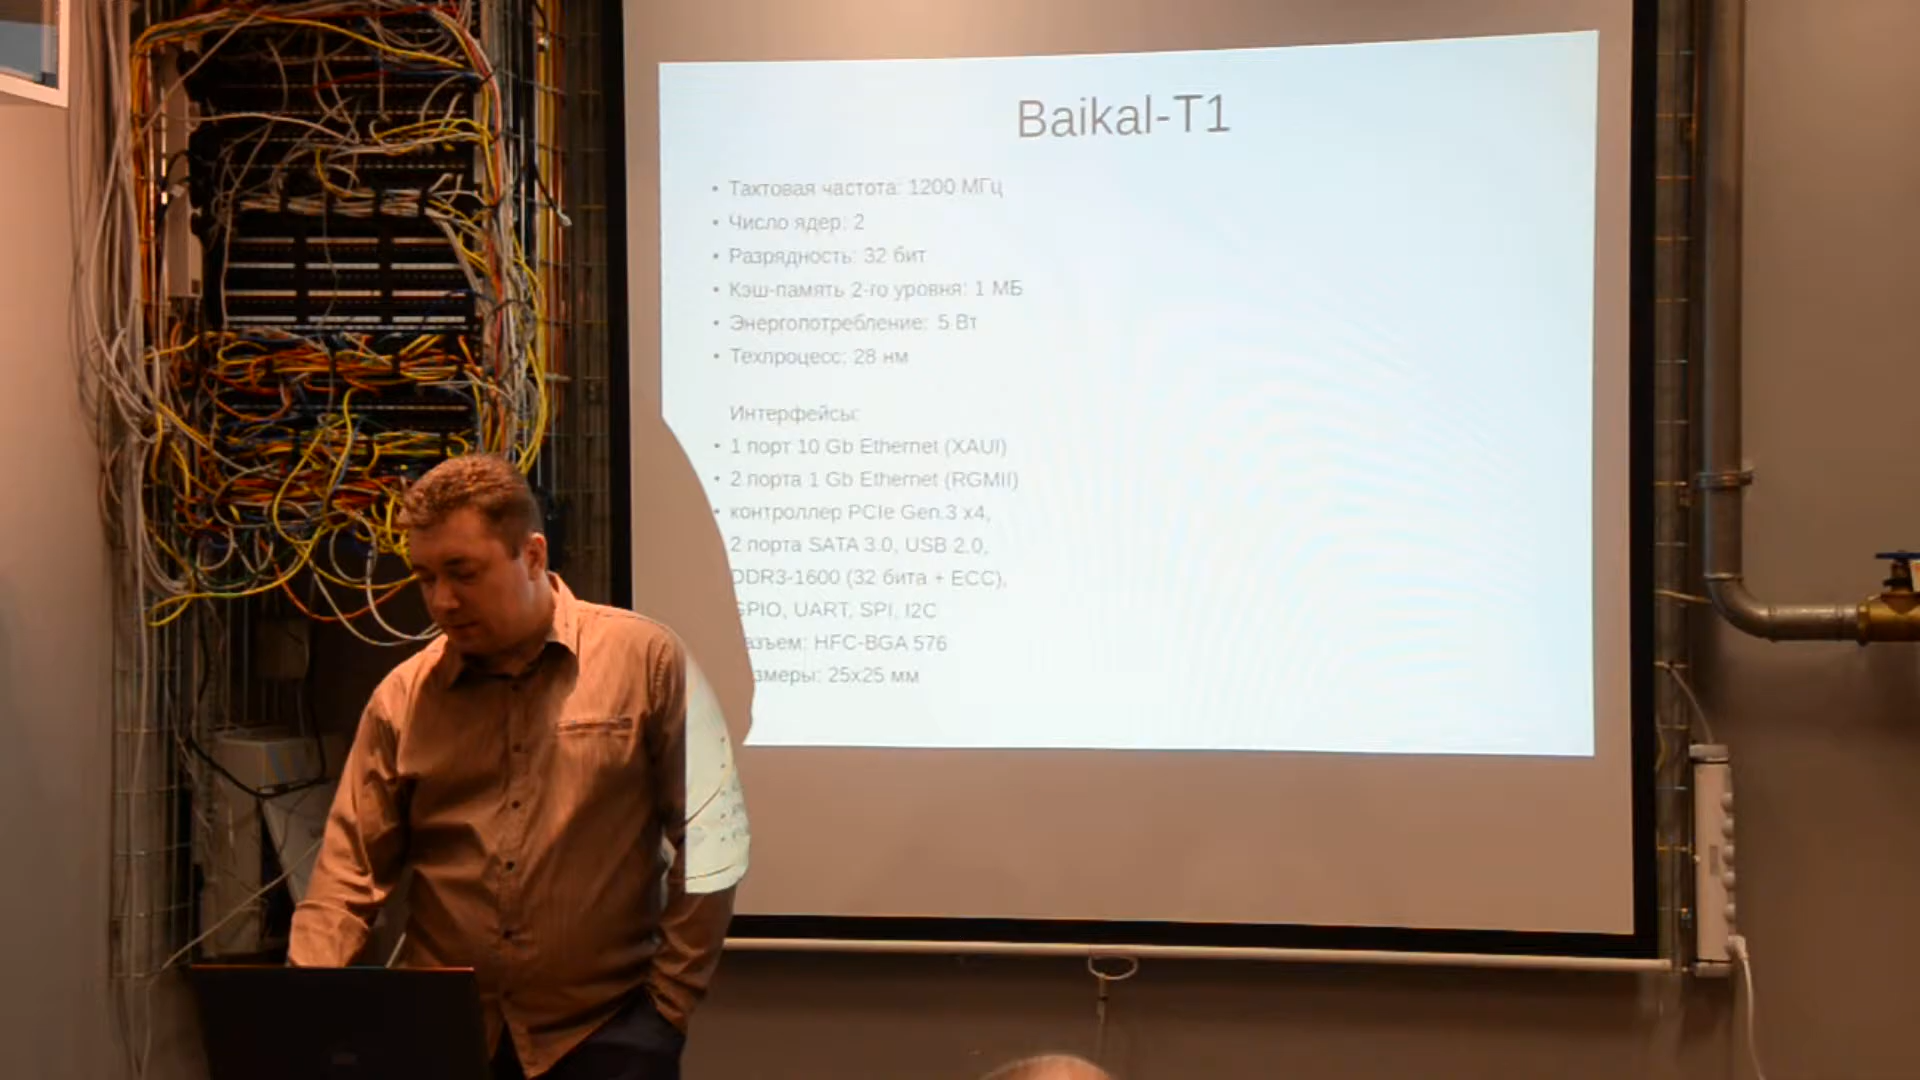 Baikal-T1
• Тактовая частота: 1200 МГц
• Число ядер: 2
• Разрядность: 32 бит
• Кэш-память 2-го уровня: 1 МБ
• Энергопотребление: 5 Вт
• Техпроцесс: 28 нм
Интерфейсы:
• 1 порт 10 Gb Ethernet (XAUI)
• 2 порта 1 Gb Ethernet (RGMII)
• контроллер PCIe Gen.3 x4,
2 порта SATA 3.0, USB 2.0,
DDR3-1600 (32 бита + ECC),
GPIO, UART, SPI, I2C
азъем: HFC-BGA 576
змеры: 25x25 мм